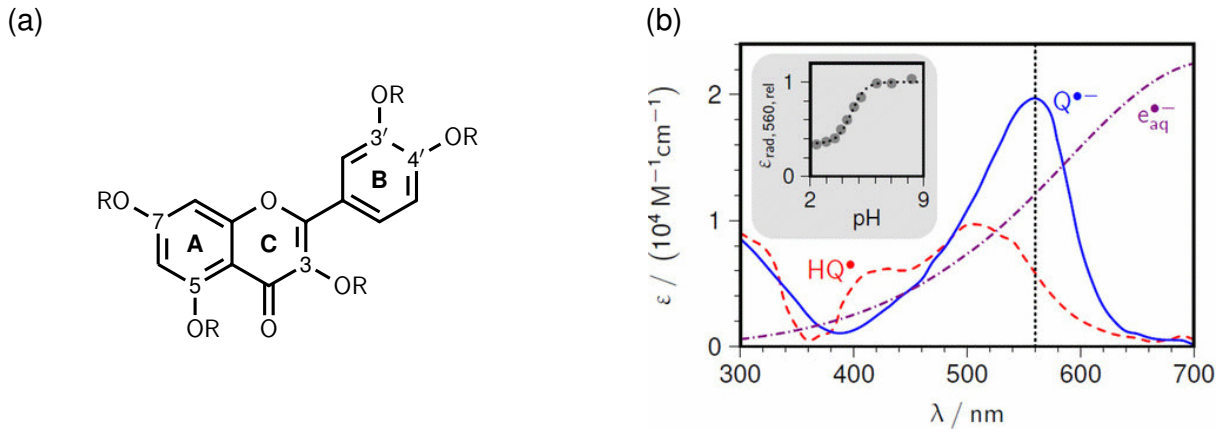 (a)
OR
3′
4′
OR
B
RO
7
O
A
C
5
3
OR
OR
O
(b)
ε / (10⁴ M⁻¹cm⁻¹)
2
1
0
300
400
500
600
700
λ / nm
Q•−
e•−aq
HQ•
εrad, 560, rel
1
0
2
9
pH